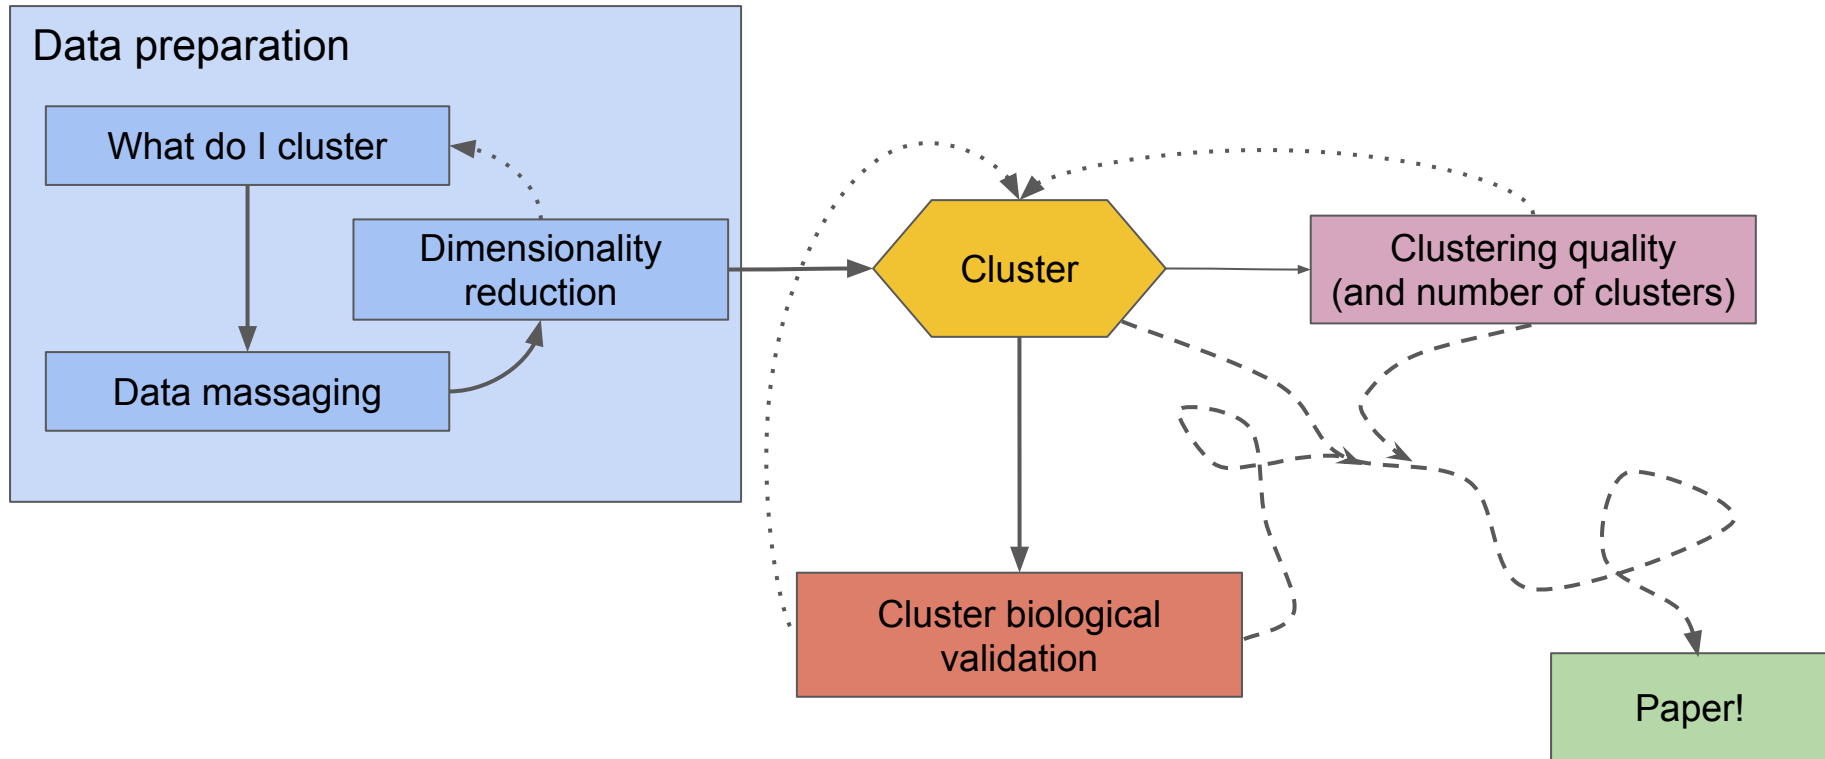 Data preparation
What do I cluster
Dimensionality
reduction
Data massaging
Cluster
Clustering quality
(and number of clusters)
Cluster biological
validation
Paper!